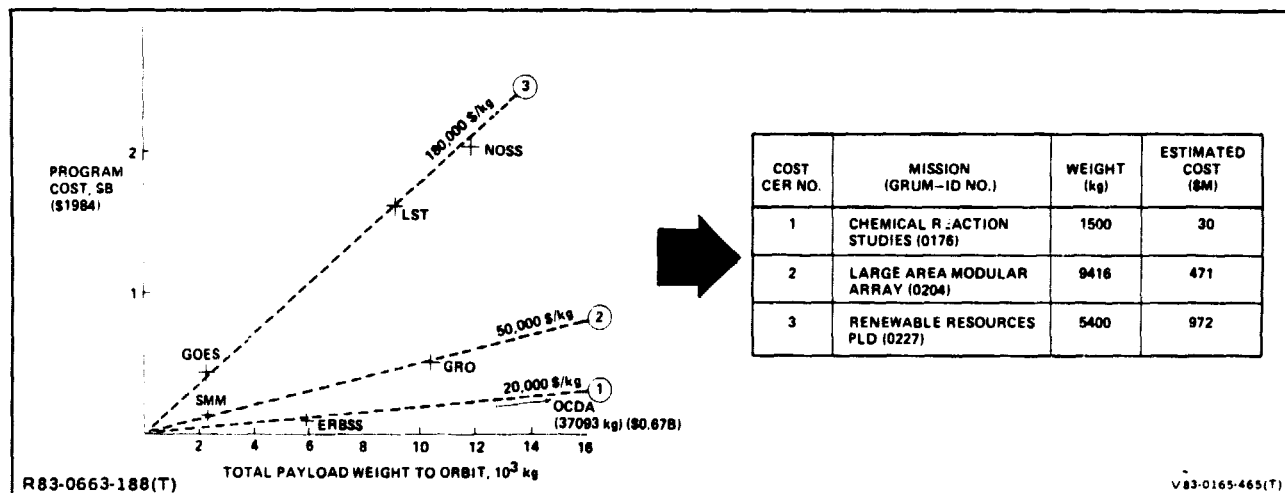 PROGRAM
COST, $B
($1984)
2
1
180,000 $/kg
3
NOSS
LST
GOES
50,000 $/kg
2
GRO
SMM
20,000 $/kg
1
ERBSS
OCDA
(37093 kg) ($0.67B)
2 4 6 8 10 12 14 16
TOTAL PAYLOAD WEIGHT TO ORBIT, 10³ kg
COST CER NO. MISSION (GRUM–ID NO.) WEIGHT (kg) ESTIMATED COST ($M)
1 CHEMICAL REACTION STUDIES (0176) 1500 30
2 LARGE AREA MODULAR ARRAY (0204) 9416 471
3 RENEWABLE RESOURCES PLD (0227) 5400 972
R83-0663-188(T)
V83-0165-465(T)